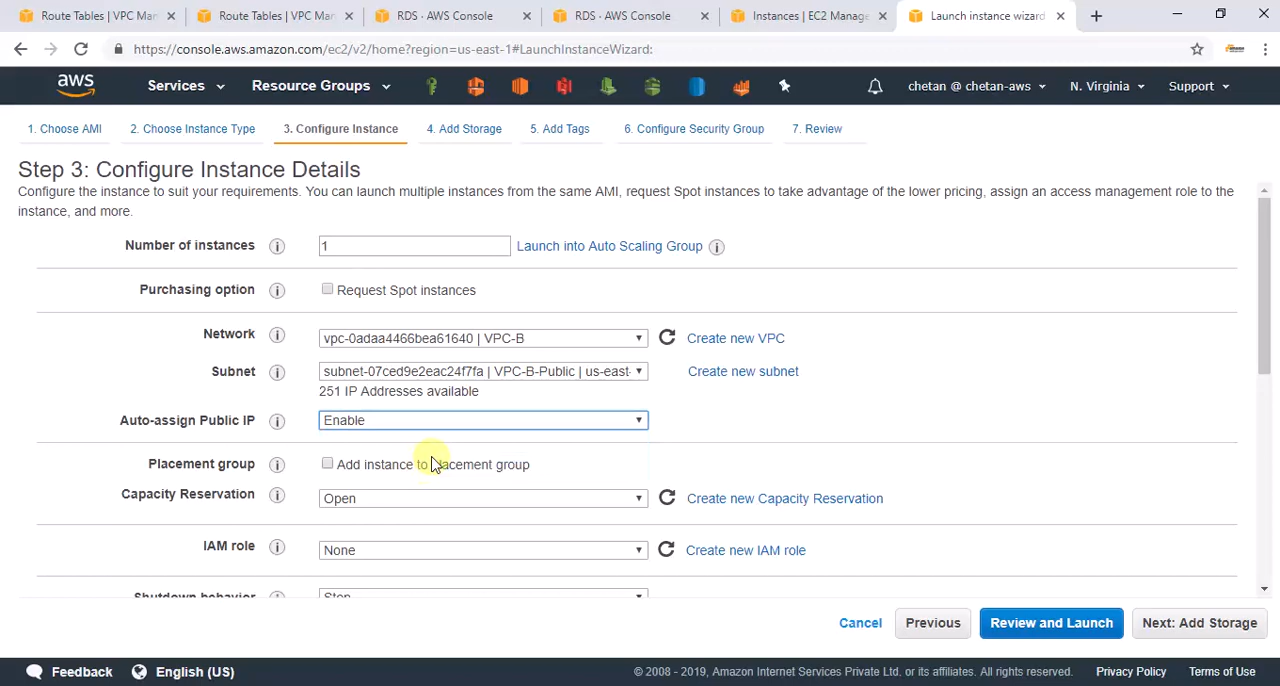 Route Tables | VPC Man
Route Tables | VPC Man
RDS · AWS Console
RDS · AWS Console
Instances | EC2 Manage
Launch instance wizard
https://console.aws.amazon.com/ec2/v2/home?region=us-east-1#LaunchInstanceWizard:
aws
Services
Resource Groups
chetan @ chetan-aws
N. Virginia
Support
1. Choose AMI
2. Choose Instance Type
3. Configure Instance
4. Add Storage
5. Add Tags
6. Configure Security Group
7. Review
Step 3: Configure Instance Details
Configure the instance to suit your requirements. You can launch multiple instances from the same AMI, request Spot instances to take advantage of the lower pricing, assign an access management role to the
instance, and more.
Number of instances
1
Launch into Auto Scaling Group
Purchasing option
Request Spot instances
Network
vpc-0adaa4466bea61640 | VPC-B
Create new VPC
Subnet
subnet-07ced9e2eac24f7fa | VPC-B-Public | us-east-
Create new subnet
251 IP Addresses available
Auto-assign Public IP
Enable
Placement group
Add instance to placement group
Capacity Reservation
Open
Create new Capacity Reservation
IAM role
None
Create new IAM role
Shutdown behavior
Stop
Cancel
Previous
Review and Launch
Next: Add Storage
Feedback
English (US)
© 2008 - 2019, Amazon Internet Services Private Ltd. or its affiliates. All rights reserved.
Privacy Policy
Terms of Use